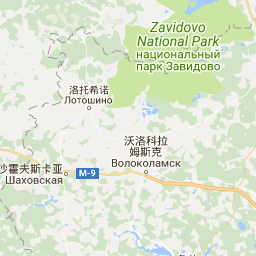 Zavidovo
National Park
национальный
парк Завидово
洛托希诺
Лотошино
沃洛科拉
姆斯克
Волоколамск
沙霍夫斯卡亚
Шаховская
M-9